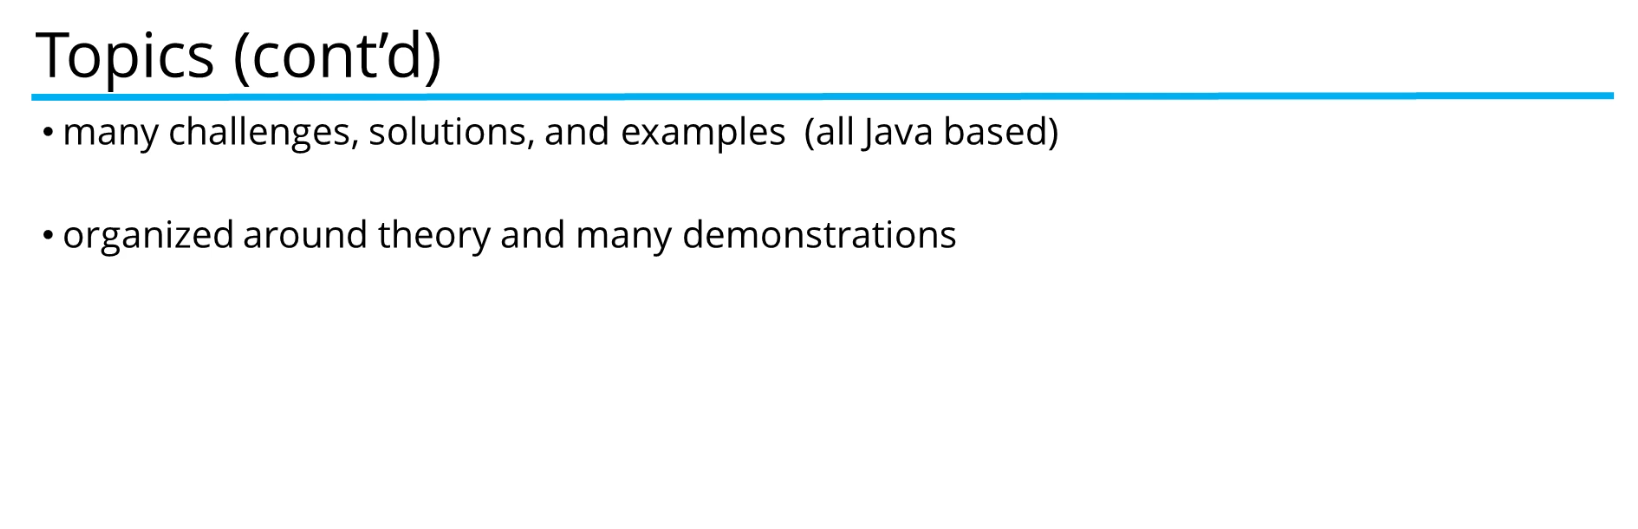 Topics (cont’d)
• many challenges, solutions, and examples  (all Java based)
• organized around theory and many demonstrations